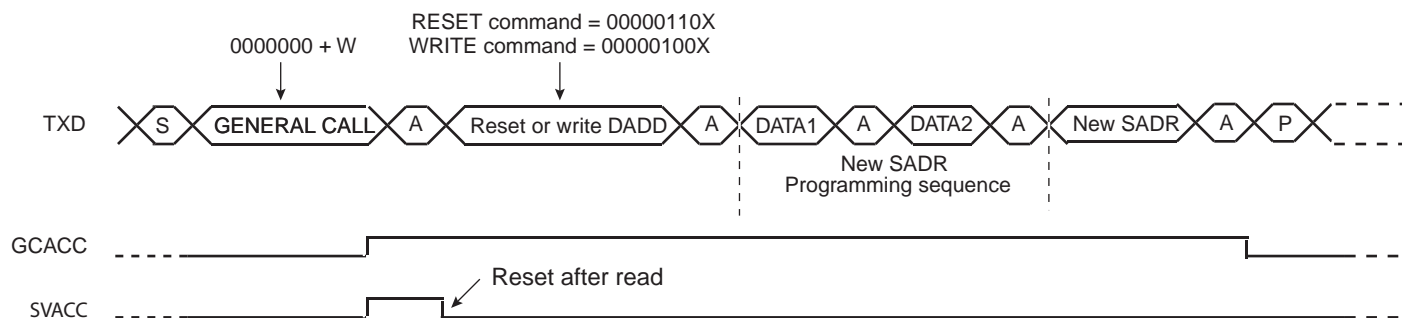 RESET command = 00000110X
0000000 + W
WRITE command = 00000100X
TXD
S
GENERAL CALL
A
Reset or write DADD
A
DATA1
A
DATA2
A
New SADR
A
P
New SADR
Programming sequence
GCACC
Reset after read
SVACC